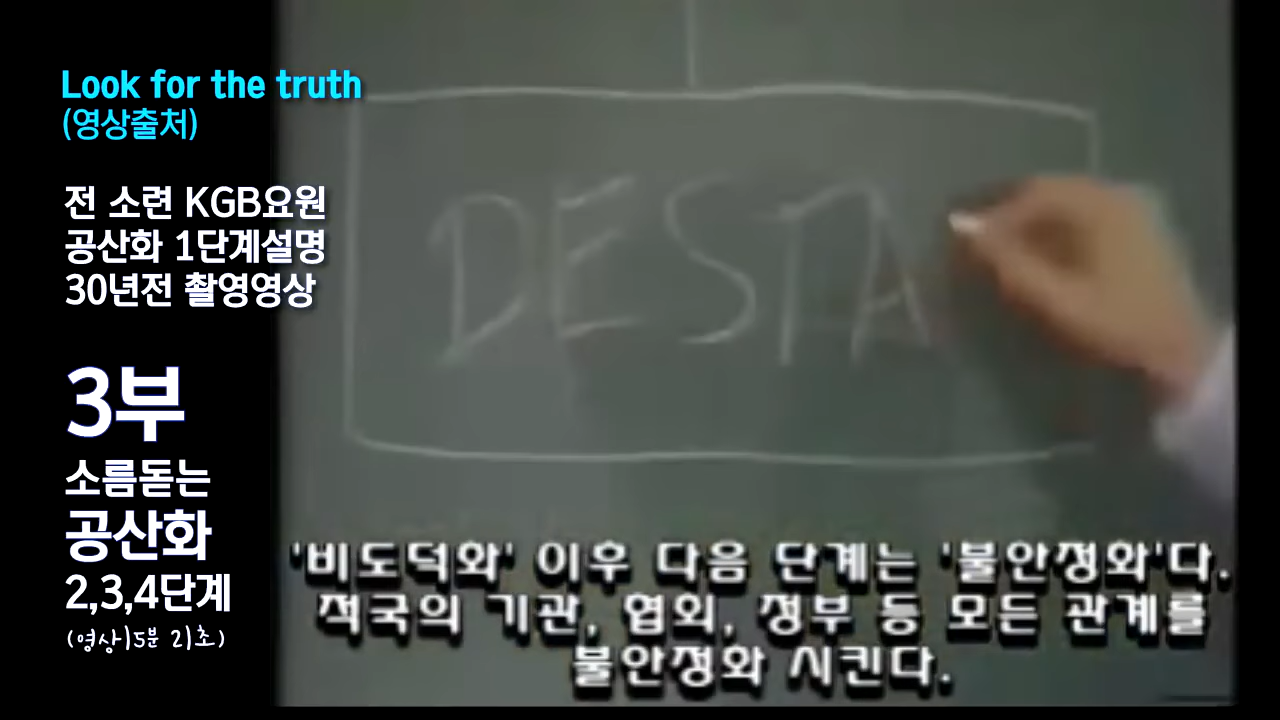 Look for the truth
(영상출처)
전 소련 KGB요원
공산화 1단계설명
30년전 촬영영상
3부
소름돋는
공산화
2,3,4단계
(영상15분 21초)
DESTA
'비도덕화' 이후 다음 단계는 '불안정화'다.
적국의 기관, 협회, 정부 등 모든 관계를
불안정화 시킨다.